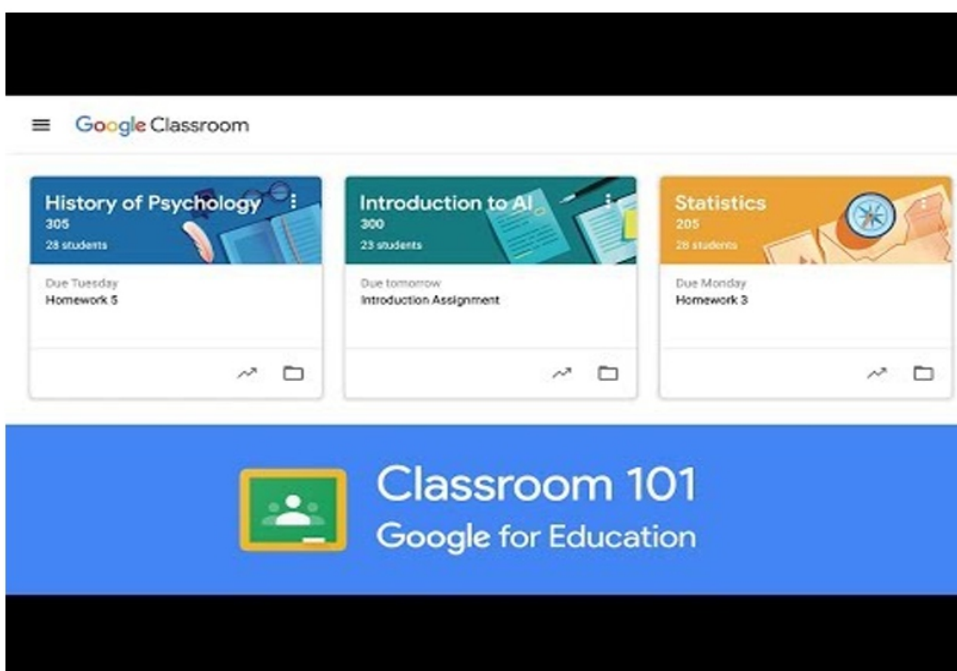 Google Classroom
History of Psychology
305
28 students
Due Tuesday
Homework 5
Introduction to AI
300
23 students
Due tomorrow
Introduction Assignment
Statistics
205
28 students
Due Monday
Homework 3
Classroom 101
Google for Education